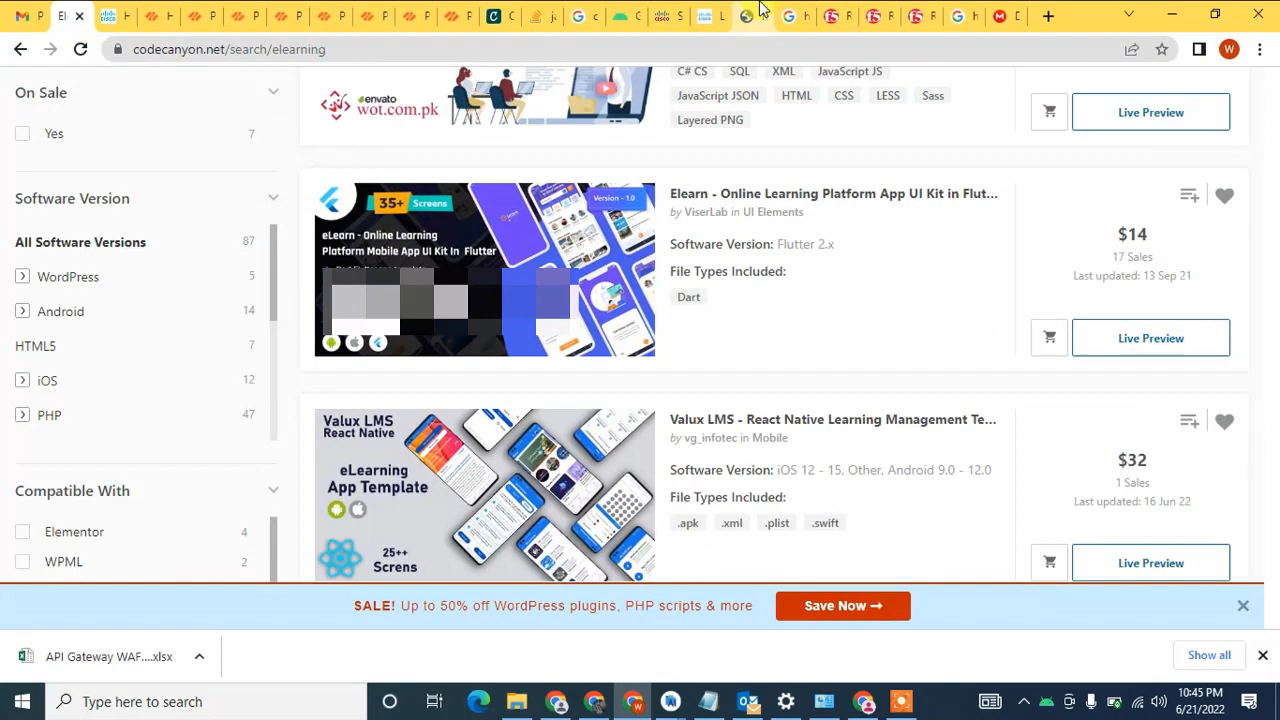 El
H
P
P
P
P
P
P
P
C
ja
c
C
S
L
h
R
R
R
h
D
codecanyon.net/search/elearning
W
On Sale
Yes 7
Software Version
All Software Versions 87
WordPress 5
Android 14
HTML5 7
iOS 12
PHP 47
Compatible With
Elementor 4
WPML 2
envato
wot.com.pk
C# CS SQL XML JavaScript JS
JavaScript JSON HTML CSS LESS Sass
Layered PNG
Live Preview
35+ Screens
Version - 1.0
eLearn - Online Learning
Platform Mobile App UI Kit In Flutter
Elearn - Online Learning Platform App UI Kit in Flut...
by ViserLab in UI Elements
Software Version: Flutter 2.x
File Types Included:
Dart
$14
17 Sales
Last updated: 13 Sep 21
Live Preview
Valux LMS
React Native
eLearning
App Template
25++
Screns
Valux LMS - React Native Learning Management Te...
by vg_infotec in Mobile
Software Version: iOS 12 - 15, Other, Android 9.0 - 12.0
File Types Included:
.apk .xml .plist .swift
$32
1 Sales
Last updated: 16 Jun 22
Live Preview
SALE! Up to 50% off WordPress plugins, PHP scripts & more
Save Now →
API Gateway WAF....xlsx
Show all
Type here to search
10:45 PM
6/21/2022